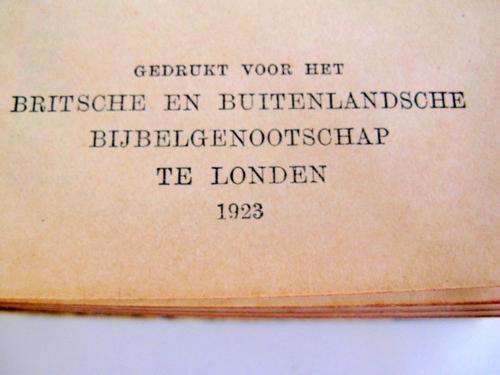 GEDRUKT VOOR HET
BRITSCHE EN BUITENLANDSCHE
BIJBELGENOOTSCHAP
TE LONDEN
1923